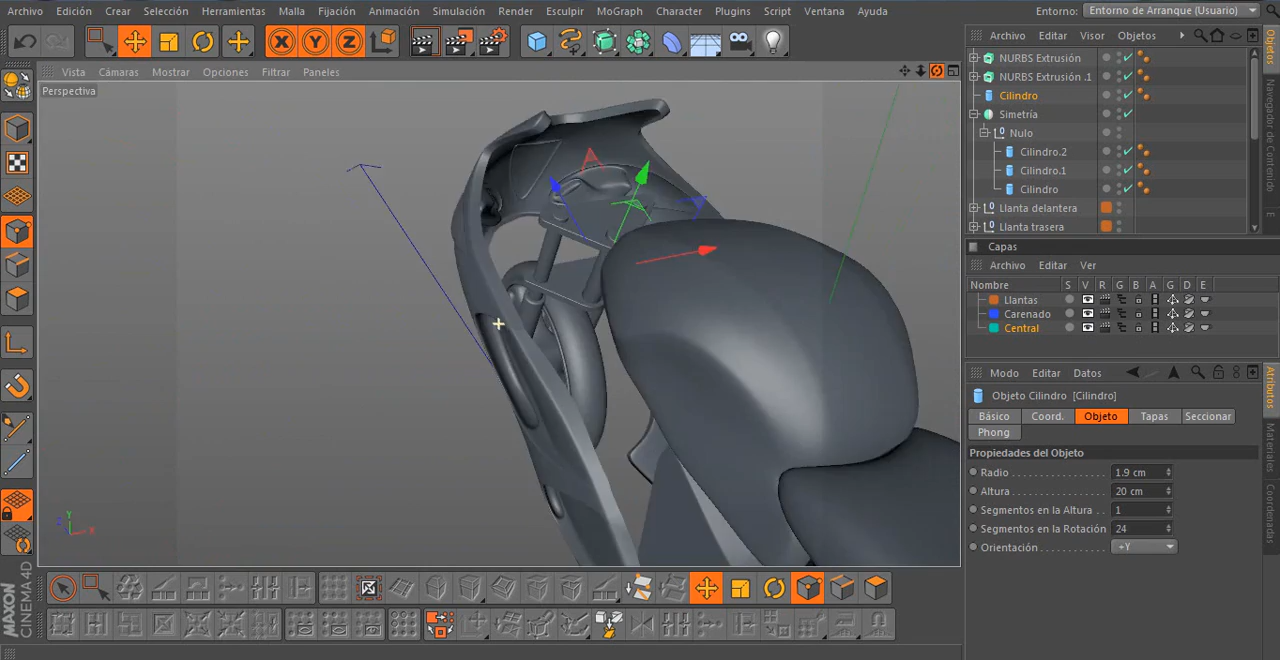 Archivo Edición Crear Selección Herramientas Malla Fijación Animación Simulación Render Esculpir MoGraph Character Plugins Script Ventana Ayuda Entorno: Entorno de Arranque (Usuario)
X Y Z
Archivo Editar Visor Objetos
Vista Cámaras Mostrar Opciones Filtrar Paneles
Perspectiva
NURBS Extrusión
NURBS Extrusión .1
Cilindro
Simetría
Nulo
Cilindro.2
Cilindro.1
Cilindro
Llanta delantera
Llanta trasera
Objetos
Navegador de Contenido
E
Capas
Archivo Editar Ver
Nombre S V R G B A G D E
Llantas
Carenado
Central
Modo Editar Datos
Objeto Cilindro [Cilindro]
Básico Coord. Objeto Tapas Seccionar
Phong
Propiedades del Objeto
Radio 1.9 cm
Altura 20 cm
Segmentos en la Altura 1
Segmentos en la Rotación 24
Orientación +Y
Atributos
Materiales
Coordenadas
Y
Z X
MAXON
CINEMA 4D